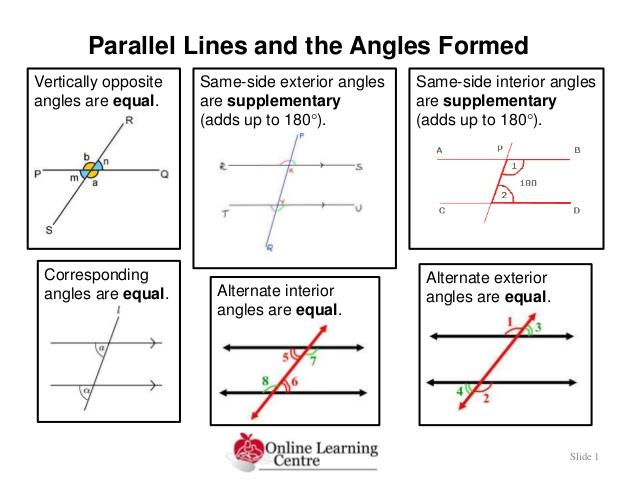 Parallel Lines and the Angles Formed
Vertically opposite
angles are equal.
R
b
n
P
Q
m
a
S
Same-side exterior angles
are supplementary
(adds up to 180°).
P
R
S
X
T
Y
U
Q
Same-side interior angles
are supplementary
(adds up to 180°).
A
P
B
1
180
2
C
D
Corresponding
angles are equal.
l
α
α
Alternate interior
angles are equal.
5
7
8
6
Alternate exterior
angles are equal.
1
3
4
2
Online Learning
Centre
Slide 1